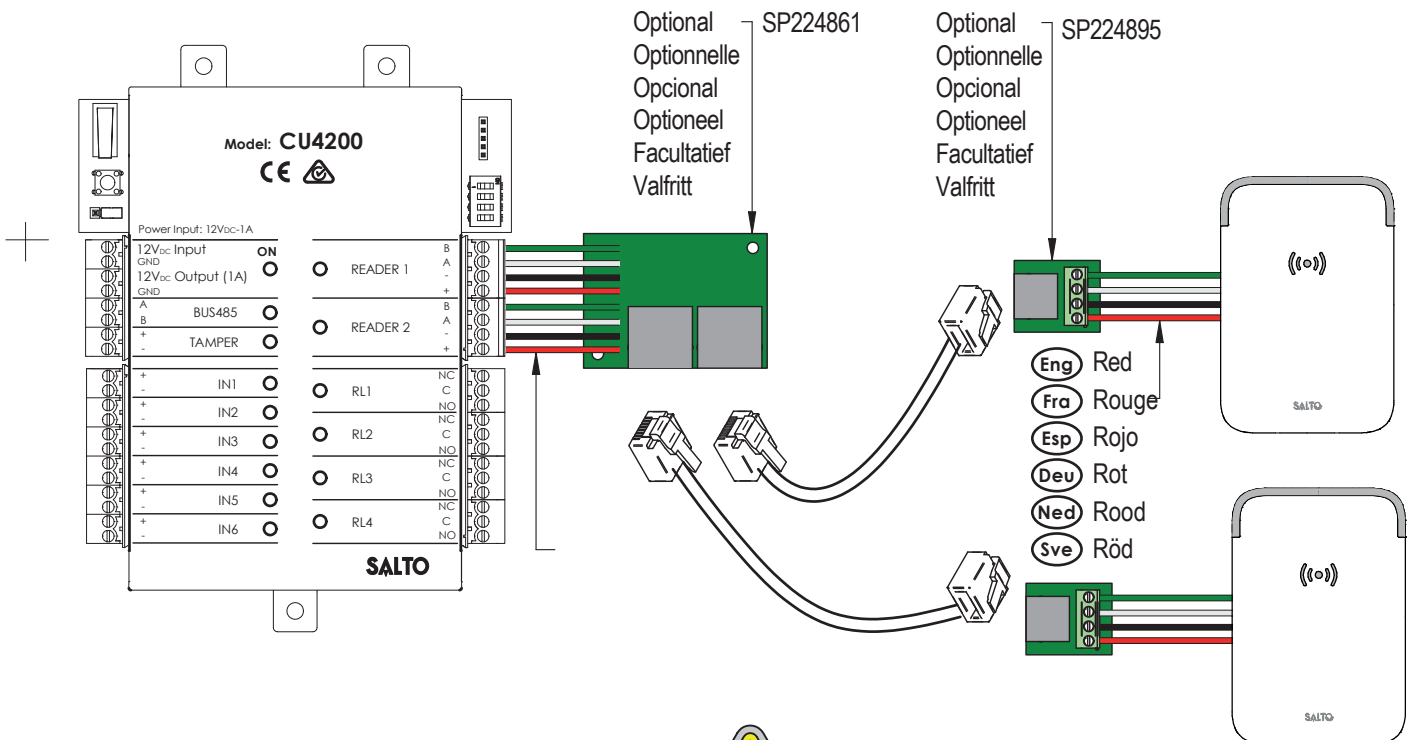 Optional SP224861
Optionnelle
Opcional
Optioneel
Facultatief
Valfritt
Optional SP224895
Optionnelle
Opcional
Optioneel
Facultatief
Valfritt
Model: CU4200
CE
Power Input: 12VDC-1A
12VDC Input ON
GND
12VDC Output (1A)
GND
A
B
BUS485
+
-
TAMPER
+
-
IN1
+
-
IN2
+
-
IN3
+
-
IN4
+
-
IN5
+
-
IN6
READER 1
B
A
-
+
READER 2
B
A
-
+
RL1
NC
C
NO
RL2
NC
C
NO
RL3
NC
C
NO
RL4
NC
C
NO
SALTO
Eng Red
Fra Rouge
Esp Rojo
Deu Rot
Ned Rood
Sve Röd
SALTO
SALTO